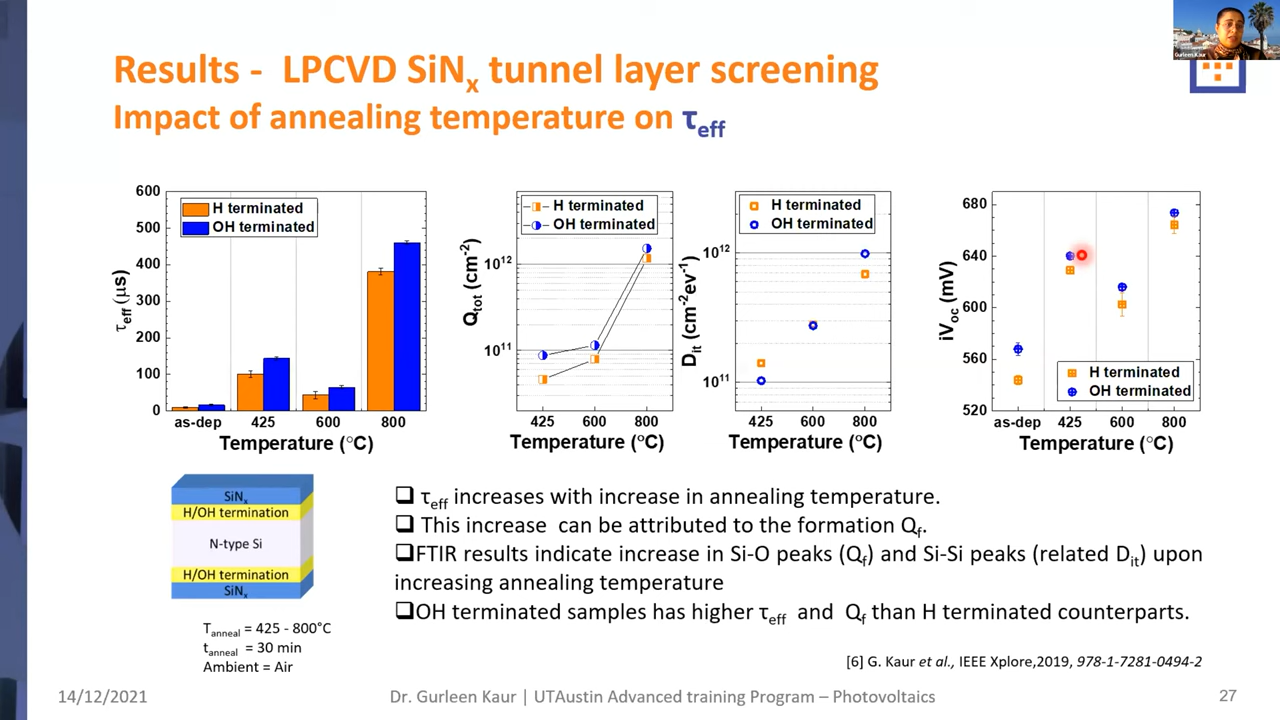 Gurleen Kaur
Results - LPCVD SiNx tunnel layer screening
Impact of annealing temperature on τeff
600
500
400
300
200
100
0
τeff (μs)
H terminated
OH terminated
as-dep 425 600 800
Temperature (°C)
10^12
10^11
Qtot (cm-2)
H terminated
OH terminated
425 600 800
Temperature (°C)
10^12
10^11
Dit (cm-2ev-1)
H terminated
OH terminated
425 600 800
Temperature (°C)
680
640
600
560
520
iVoc (mV)
H terminated
OH terminated
as-dep 425 600 800
Temperature (°C)
SiNx
H/OH termination
N-type Si
H/OH termination
SiNx
Tanneal = 425 - 800°C
tanneal = 30 min
Ambient = Air
❑ τeff increases with increase in annealing temperature.
❑ This increase can be attributed to the formation Qf.
❑FTIR results indicate increase in Si-O peaks (Qf) and Si-Si peaks (related Dit) upon
increasing annealing temperature
❑OH terminated samples has higher τeff and Qf than H terminated counterparts.
[6] G. Kaur et al., IEEE Xplore,2019, 978-1-7281-0494-2
14/12/2021
Dr. Gurleen Kaur | UTAustin Advanced training Program – Photovoltaics
27